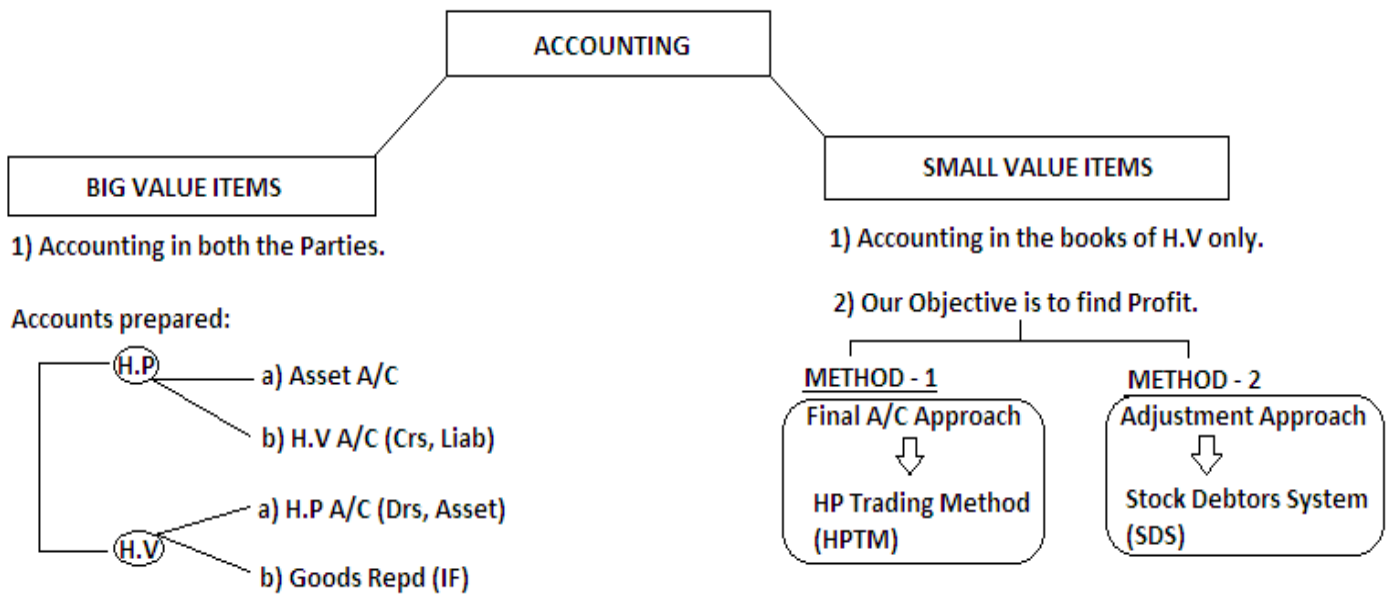 ACCOUNTING
BIG VALUE ITEMS
1) Accounting in both the Parties.
Accounts prepared:
H.P
a) Asset A/C
b) H.V A/C (Crs, Liab)
H.V
a) H.P A/C (Drs, Asset)
b) Goods Repd (IF)
SMALL VALUE ITEMS
1) Accounting in the books of H.V only.
2) Our Objective is to find Profit.
METHOD - 1
Final A/C Approach
HP Trading Method
(HPTM)
METHOD - 2
Adjustment Approach
Stock Debtors System
(SDS)